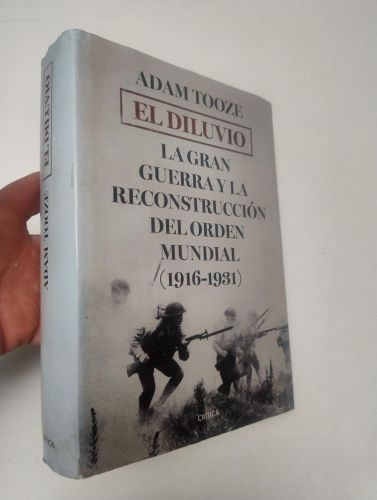 ADAM TOOZE
EL DILUVIO
LA GRAN
GUERRA Y LA
RECONSTRUCCIÓN
DEL ORDEN
MUNDIAL
(1916-1931)
CRÍTICA
ADAM TOOZE
EL DILUVIO
CRÍTICA